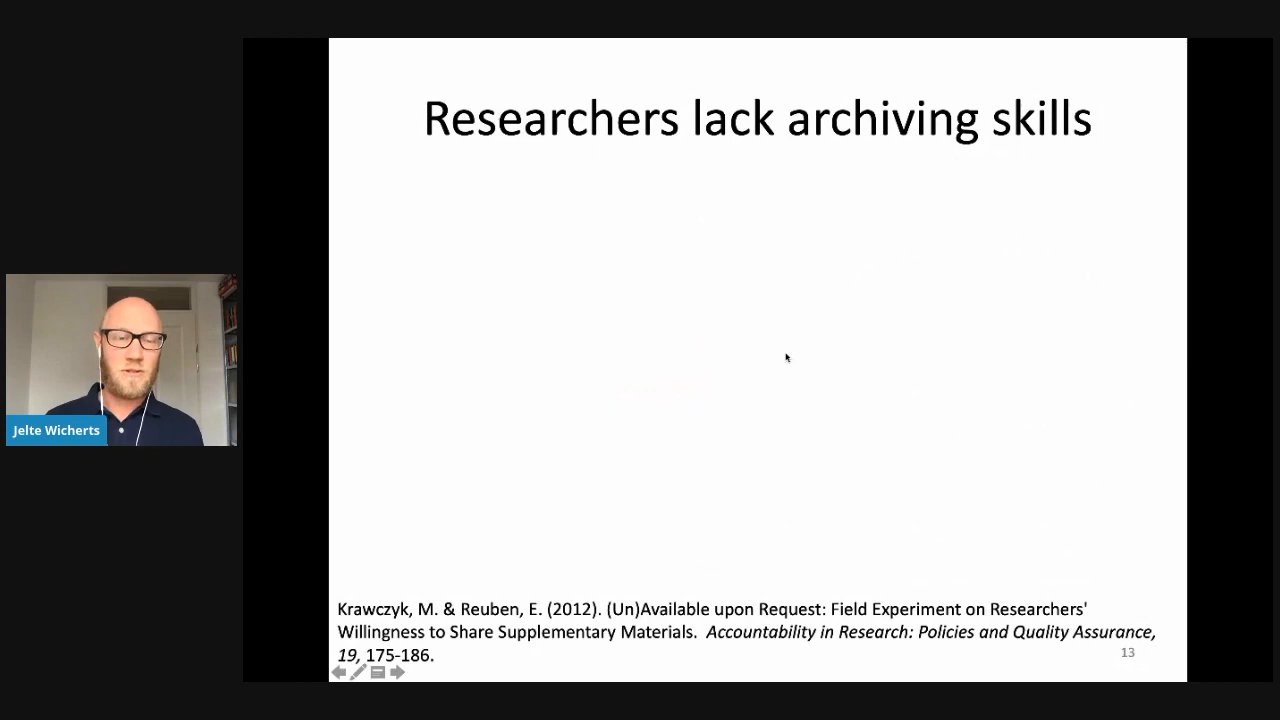 Researchers lack archiving skills
Jelte Wicherts
Krawczyk, M. & Reuben, E. (2012). (Un)Available upon Request: Field Experiment on Researchers'
Willingness to Share Supplementary Materials. Accountability in Research: Policies and Quality Assurance,
19, 175-186.
13